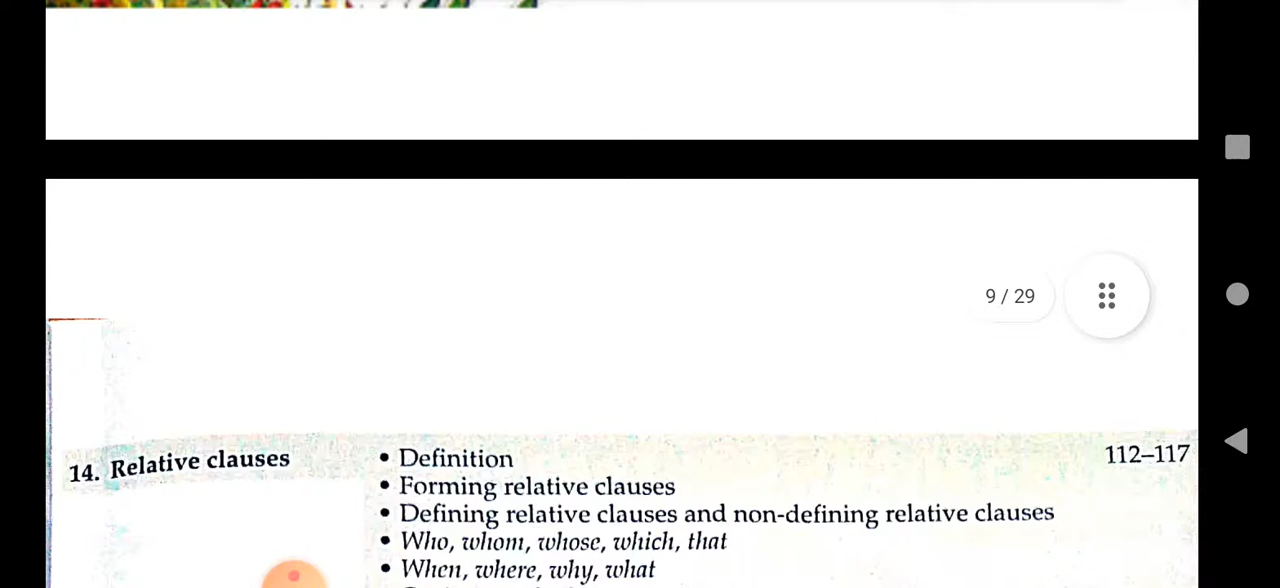 9 / 29
14. Relative clauses
• Definition
112–117
• Forming relative clauses
• Defining relative clauses and non-defining relative clauses
• Who, whom, whose, which, that
• When, where, why, what